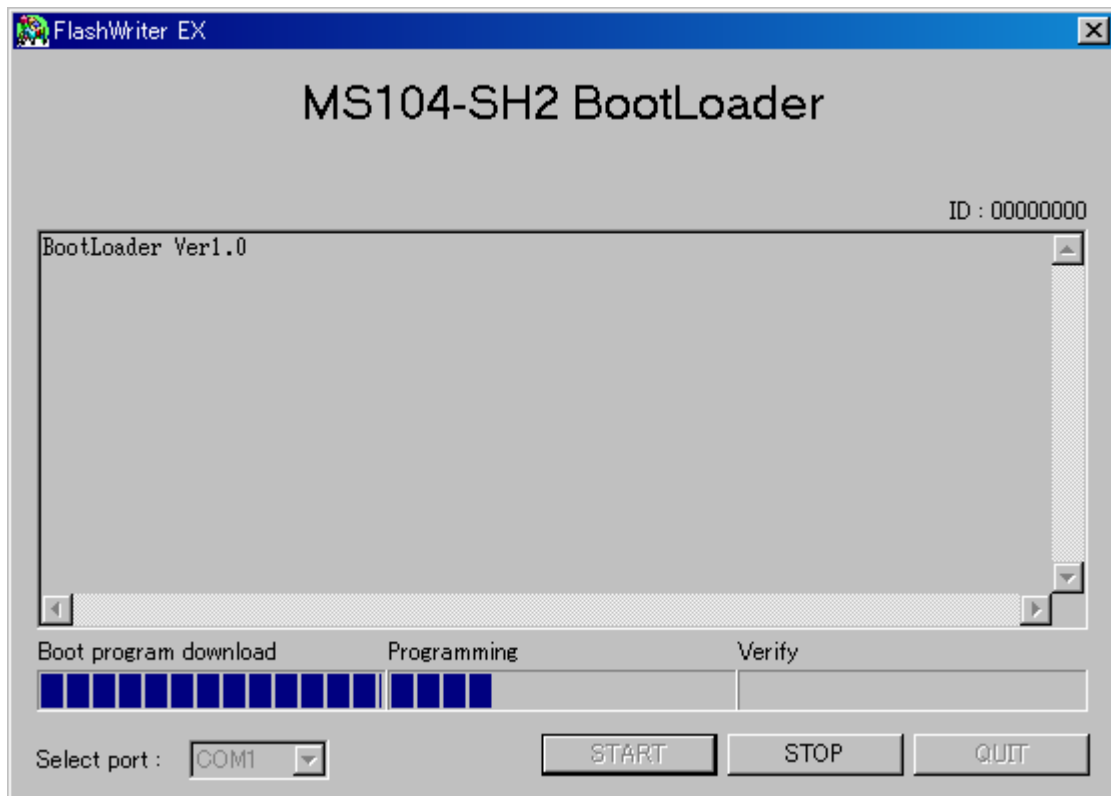 FlashWriter EX
MS104-SH2 BootLoader
ID : 00000000
BootLoader Ver1.0
Boot program download Programming Verify
Select port : COM1 START STOP QUIT